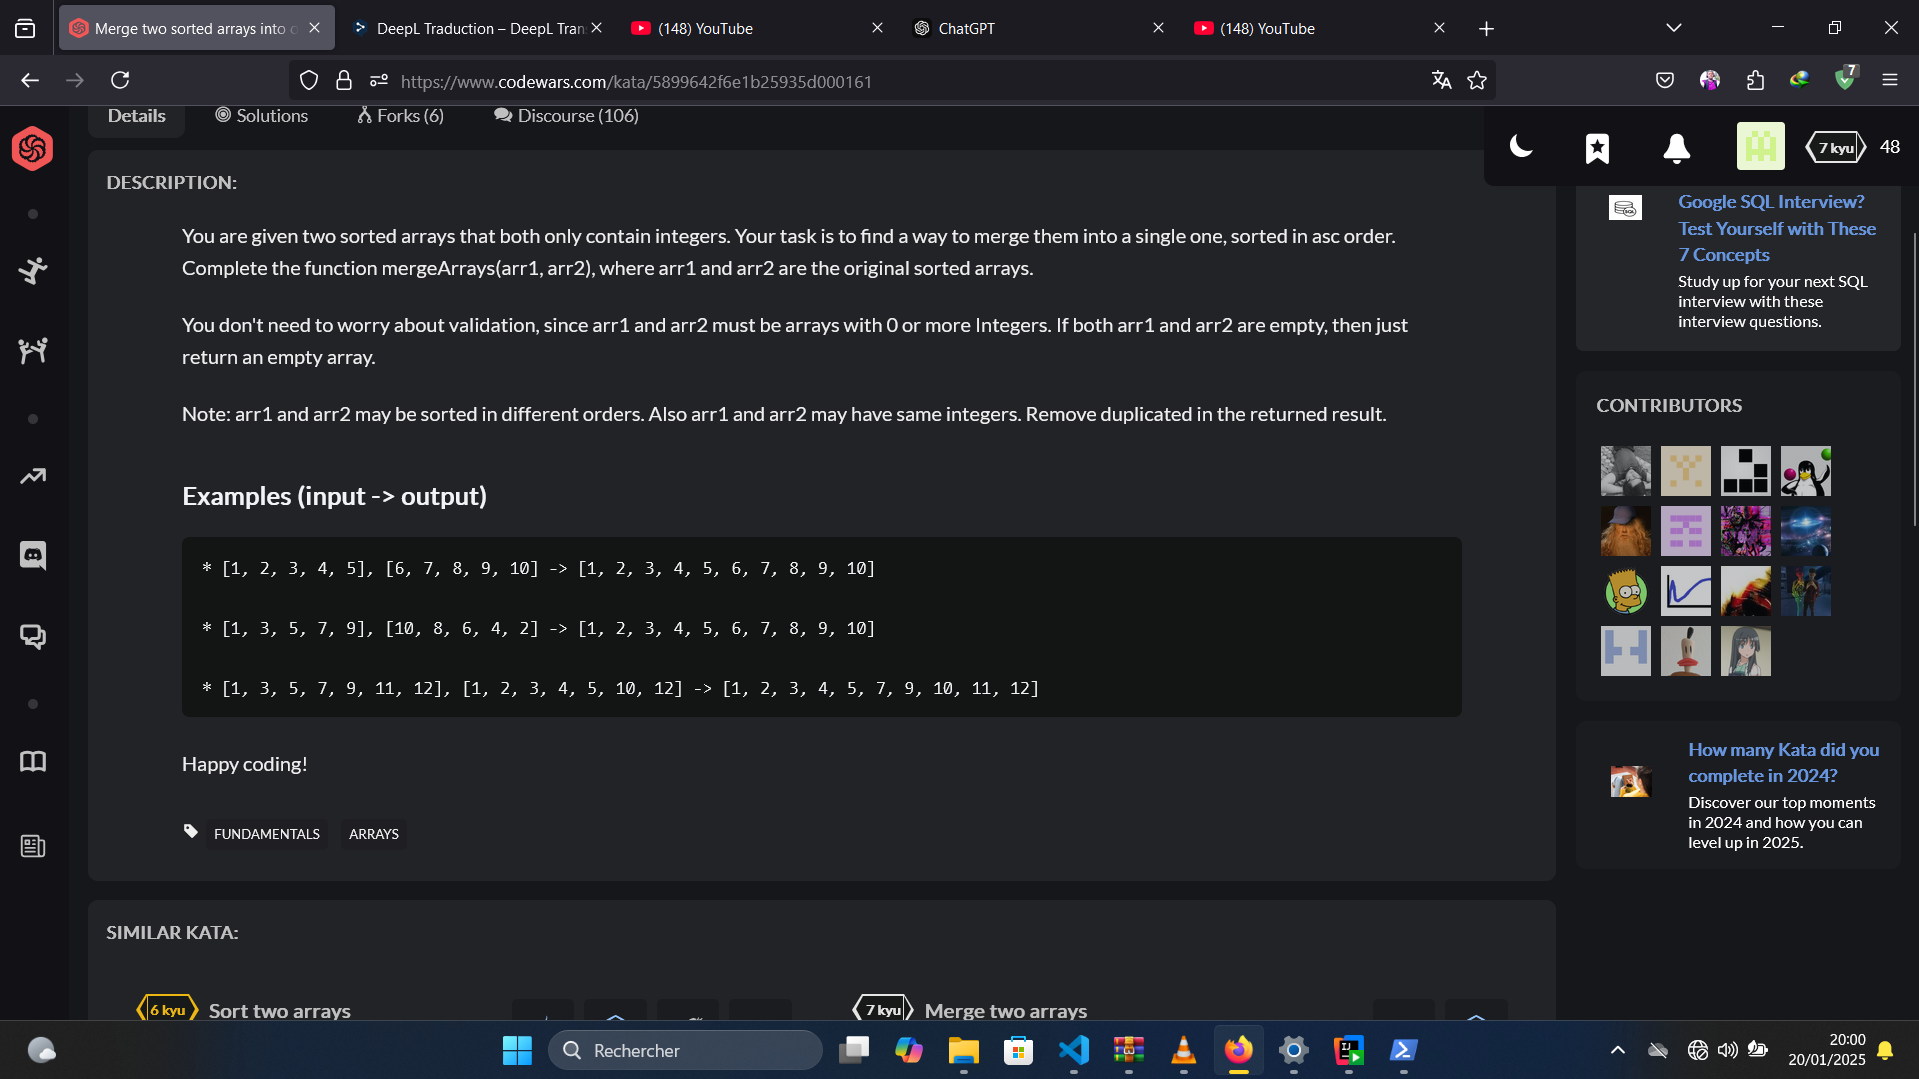 Merge two sorted arrays into o
DeepL Traduction – DeepL Tran
(148) YouTube
ChatGPT
(148) YouTube
https://www.codewars.com/kata/5899642f6e1b25935d000161
7
Details
Solutions
Forks (6)
Discourse (106)
7 kyu
48
DESCRIPTION:
You are given two sorted arrays that both only contain integers. Your task is to find a way to merge them into a single one, sorted in asc order.
Complete the function mergeArrays(arr1, arr2), where arr1 and arr2 are the original sorted arrays.
You don't need to worry about validation, since arr1 and arr2 must be arrays with 0 or more Integers. If both arr1 and arr2 are empty, then just
return an empty array.
Note: arr1 and arr2 may be sorted in different orders. Also arr1 and arr2 may have same integers. Remove duplicated in the returned result.
Examples (input -> output)
* [1, 2, 3, 4, 5], [6, 7, 8, 9, 10] -> [1, 2, 3, 4, 5, 6, 7, 8, 9, 10]
* [1, 3, 5, 7, 9], [10, 8, 6, 4, 2] -> [1, 2, 3, 4, 5, 6, 7, 8, 9, 10]
* [1, 3, 5, 7, 9, 11, 12], [1, 2, 3, 4, 5, 10, 12] -> [1, 2, 3, 4, 5, 7, 9, 10, 11, 12]
Happy coding!
FUNDAMENTALS
ARRAYS
SIMILAR KATA:
6 kyu
Sort two arrays
7 kyu
Merge two arrays
SQL
Google SQL Interview?
Test Yourself with These
7 Concepts
Study up for your next SQL
interview with these
interview questions.
CONTRIBUTORS
How many Kata did you
complete in 2024?
Discover our top moments
in 2024 and how you can
level up in 2025.
Rechercher
20:00
20/01/2025